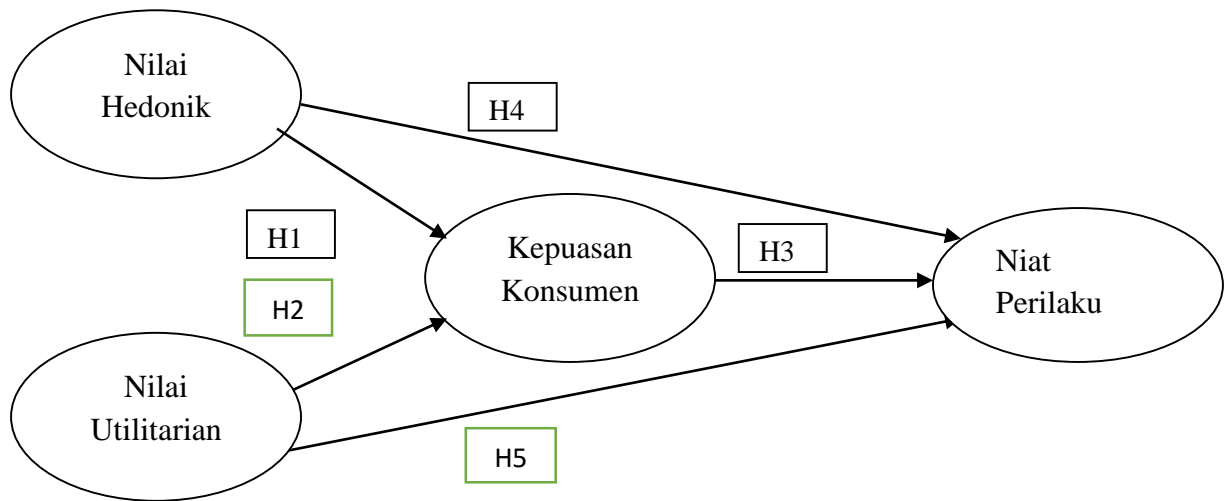 Nilai
Hedonik
H4
H1
Kepuasan
Konsumen
H3
Niat
Perilaku
H2
Nilai
Utilitarian
H5